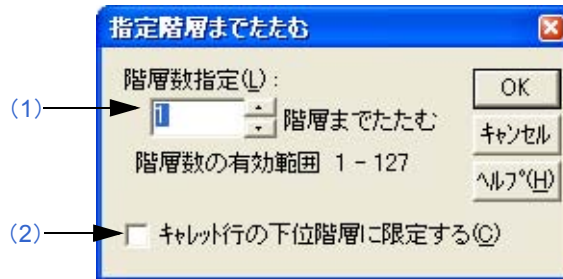 指定階層までたたむ
階層数指定(L):
OK
(1)
1
階層までたたむ
キャンセル
階層数の有効範囲 1 - 127
ヘルプ(H)
(2)
キャレット行の下位階層に限定する(C)